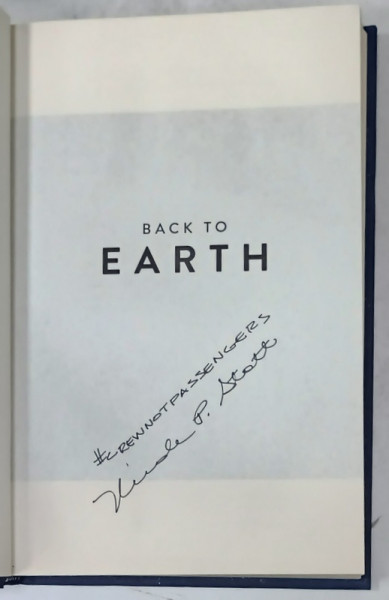 BACK TO
EARTH
#CREWNOTPASSENGERS
Nicole P. Stott